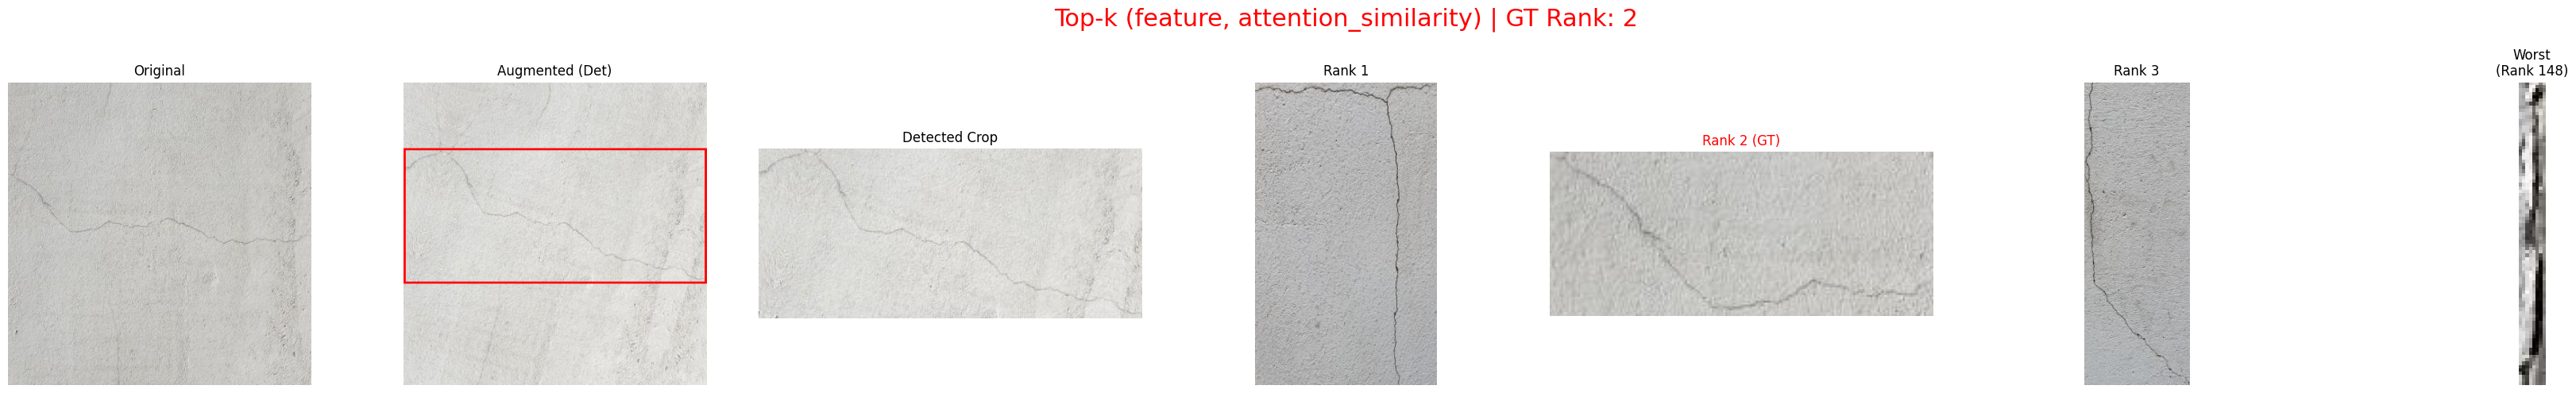 Top-k (feature, attention_similarity) | GT Rank: 2
Original
Augmented (Det)
Detected Crop
Rank 1
Rank 2 (GT)
Rank 3
Worst
(Rank 148)